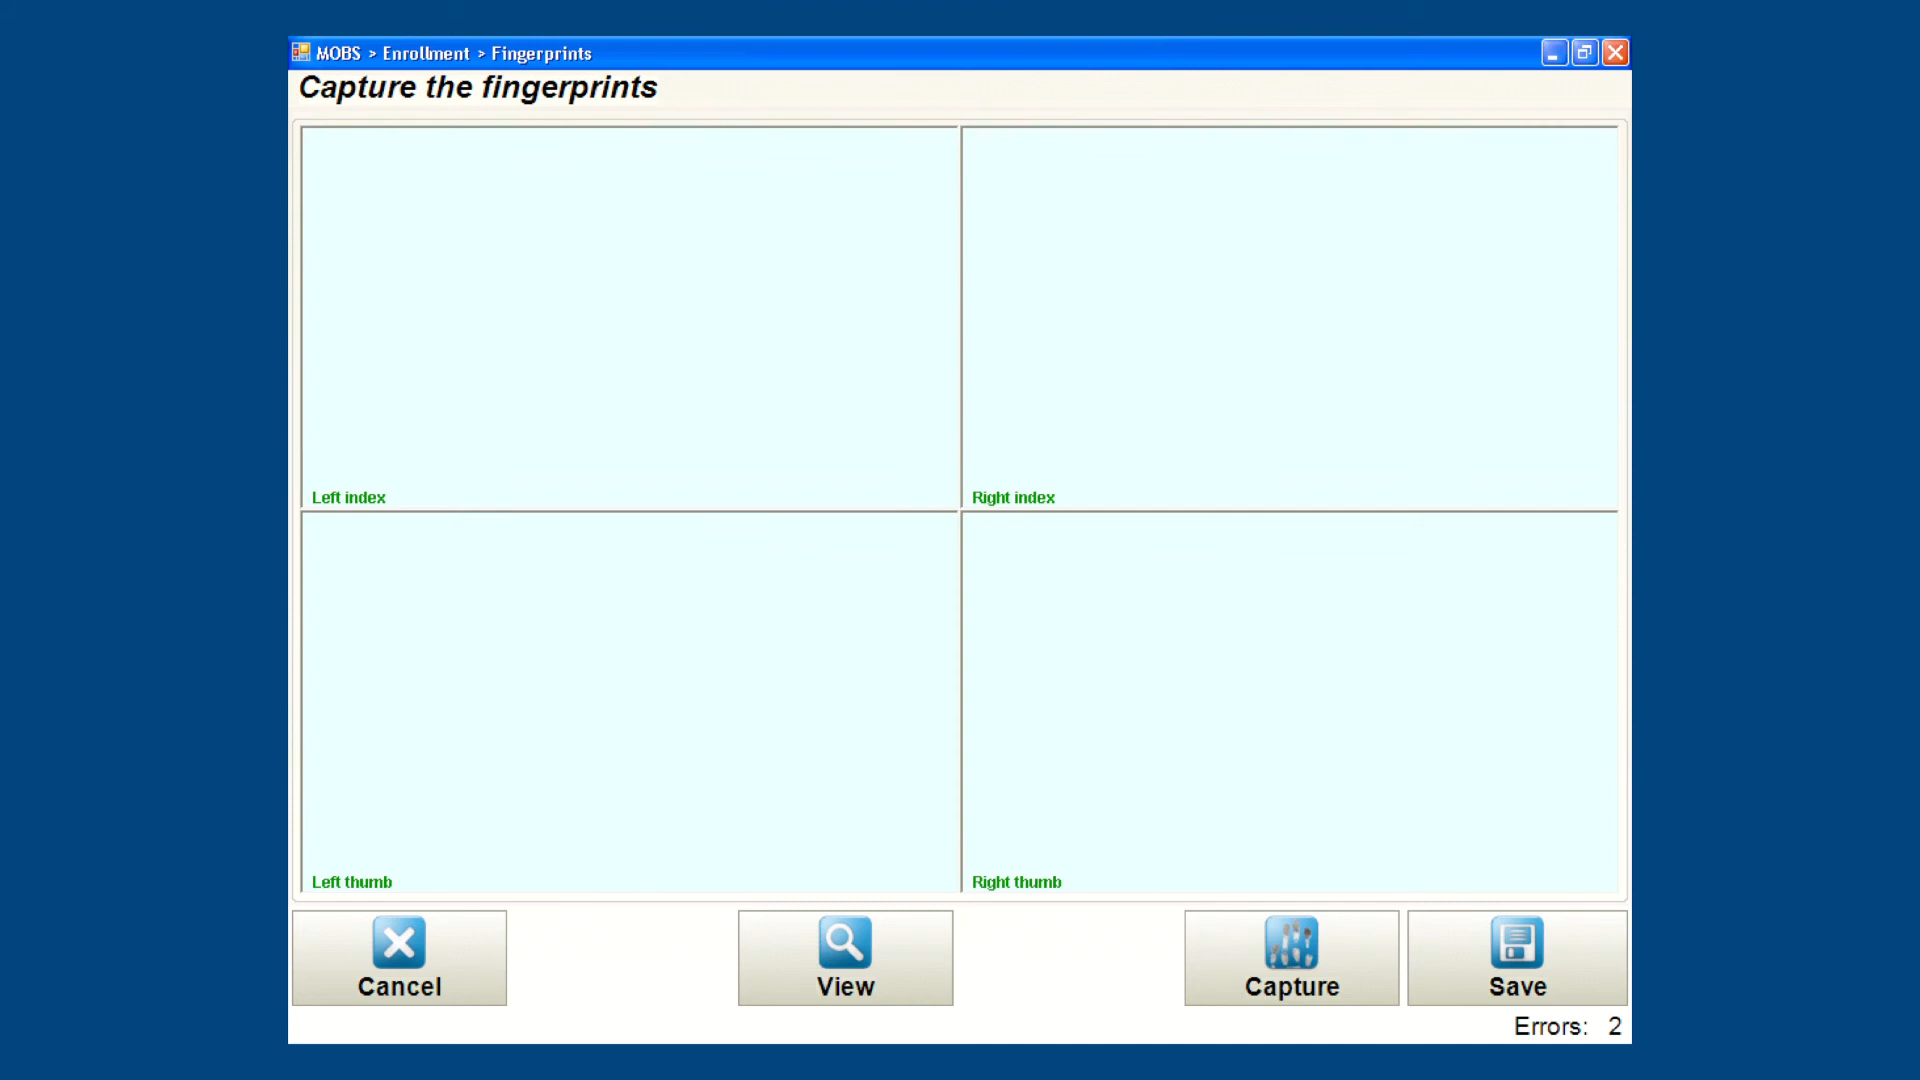 MOBS > Enrollment > Fingerprints
Capture the fingerprints
Left index
Right index
Left thumb
Right thumb
Cancel
View
Capture
Save
Errors: 2